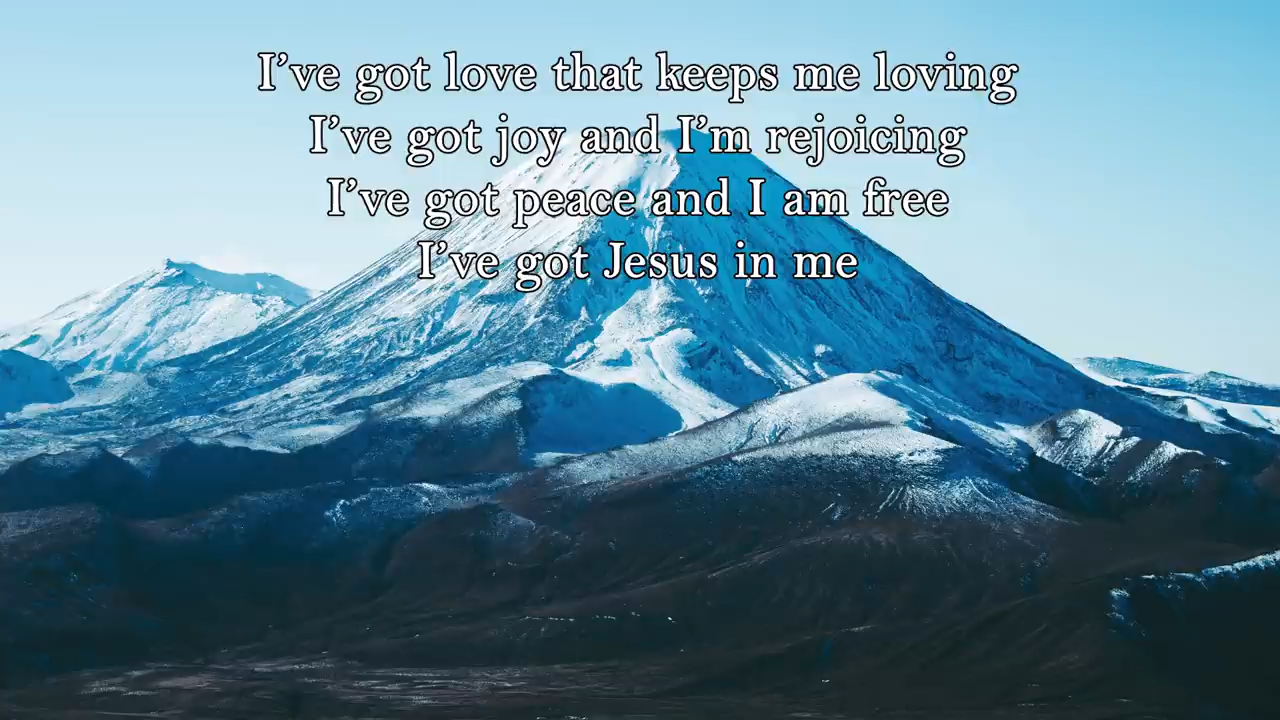 I’ve got love that keeps me loving
I’ve got joy and I’m rejoicing
I’ve got peace and I am free
I’ve got Jesus in me